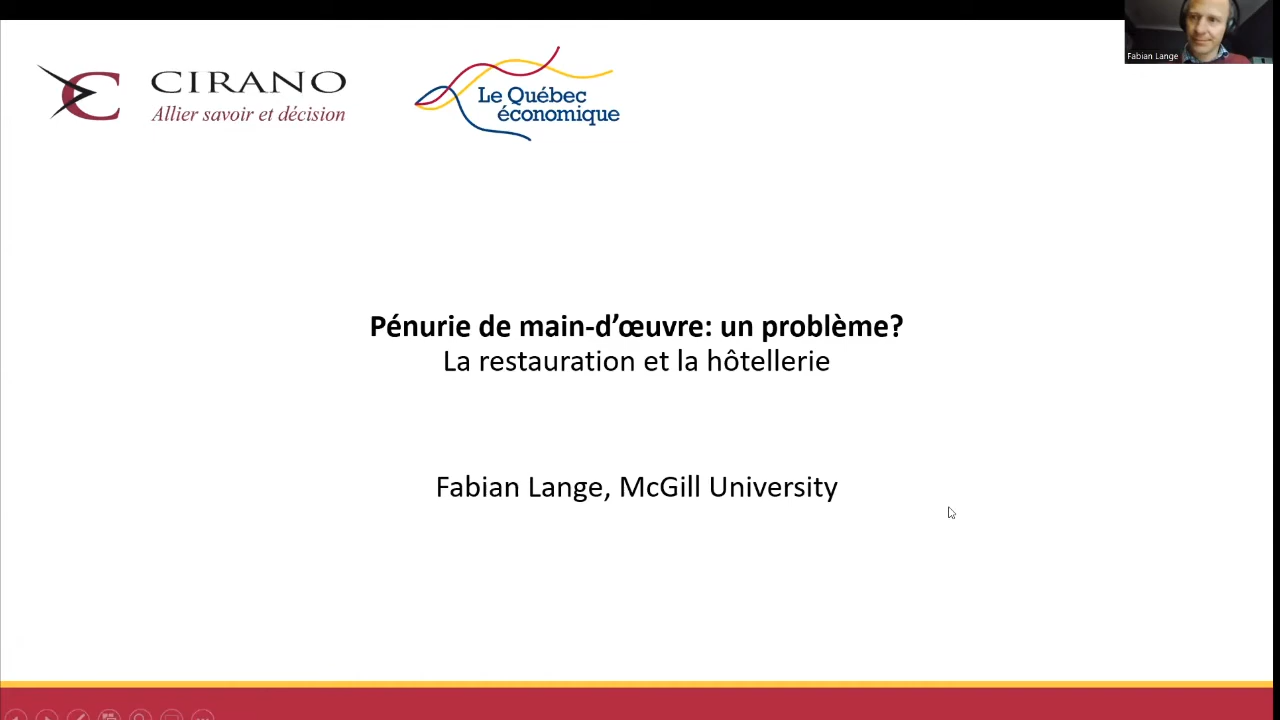 CIRANO
Allier savoir et décision
Le Québec
économique
Fabian Lange
Pénurie de main-d’œuvre: un problème?
La restauration et la hôtellerie
Fabian Lange, McGill University